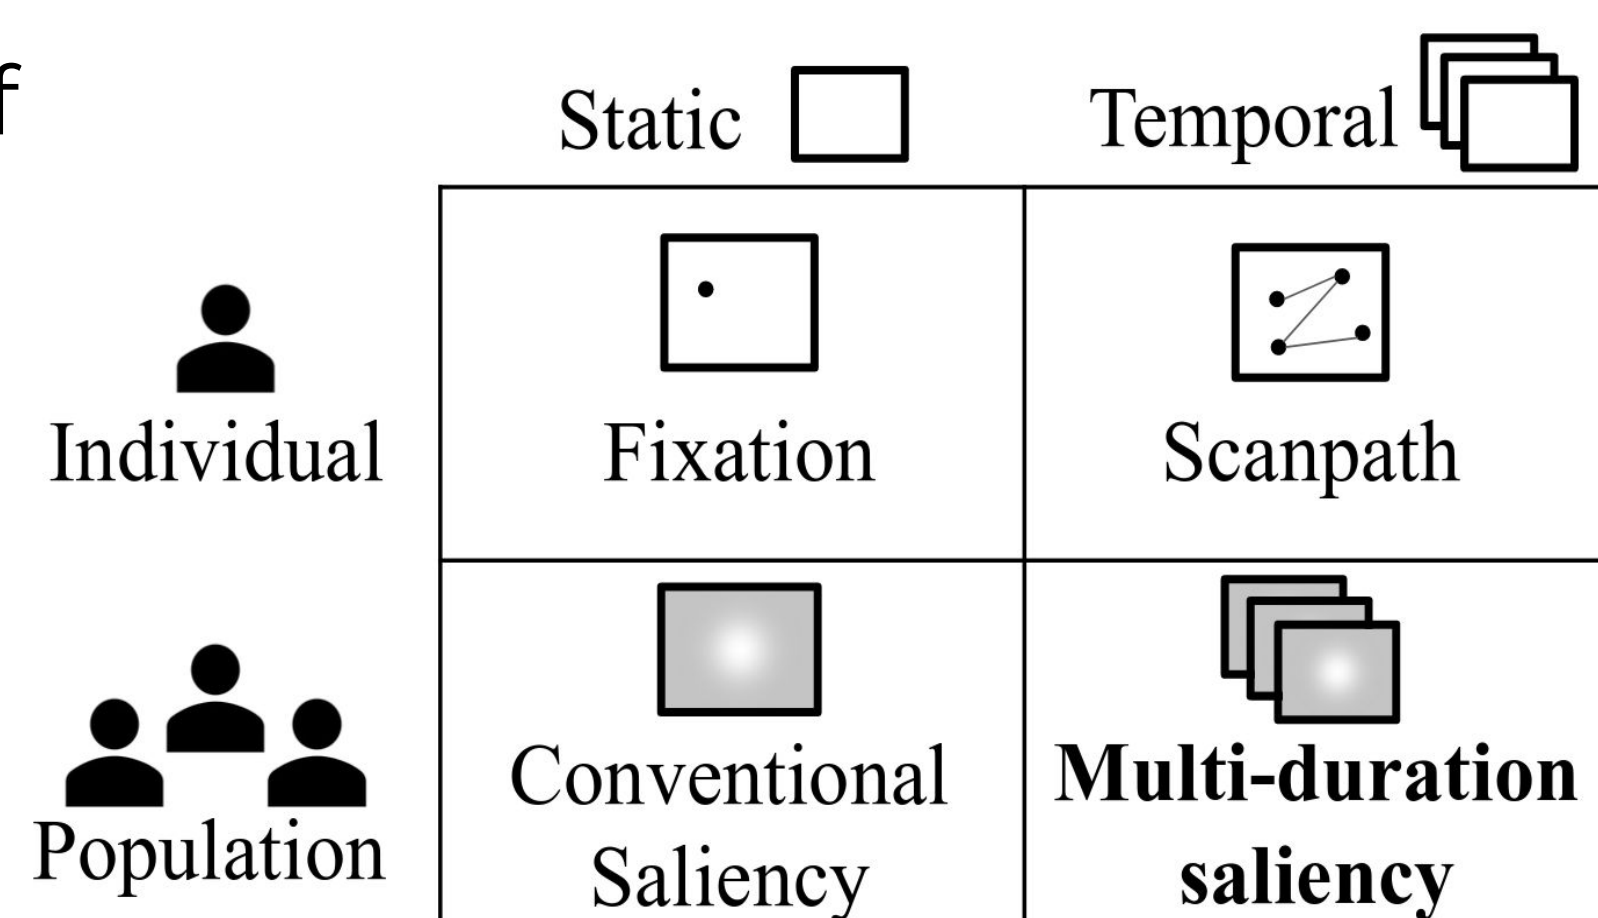 f
Static Temporal
Individual Fixation Scanpath
Conventional Multi-duration
Population Saliency saliency